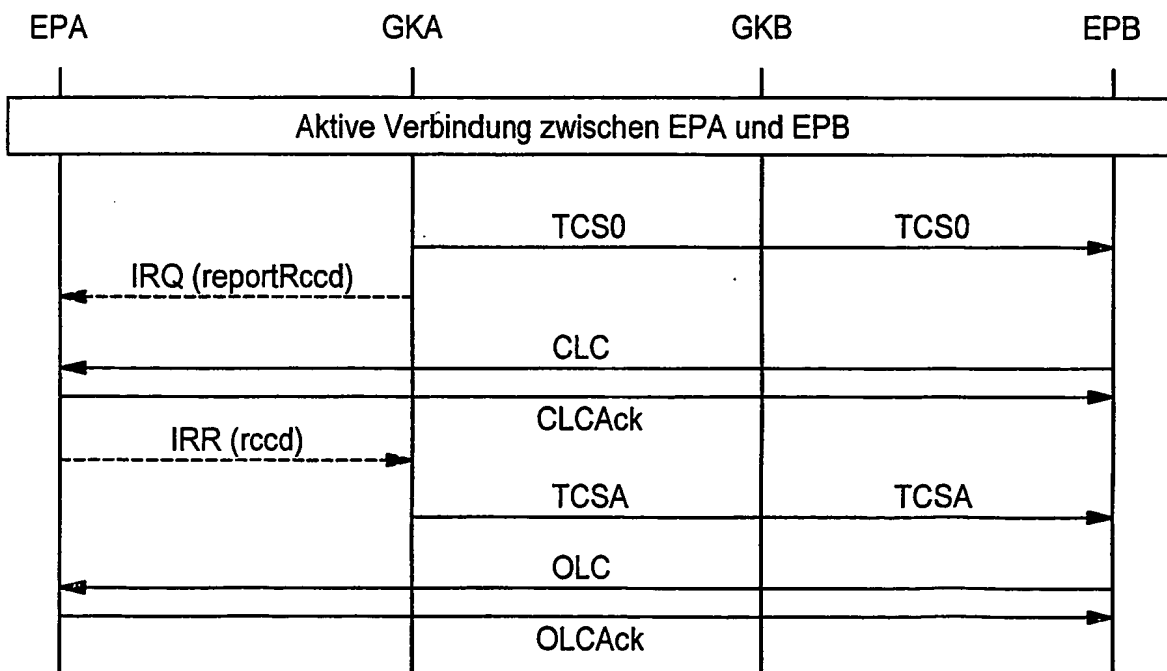 EPA GKA GKB EPB
Aktive Verbindung zwischen EPA und EPB
TCS0 TCS0
IRQ (reportRccd)
CLC
CLCAck
IRR (rccd)
TCSA TCSA
OLC
OLCAck